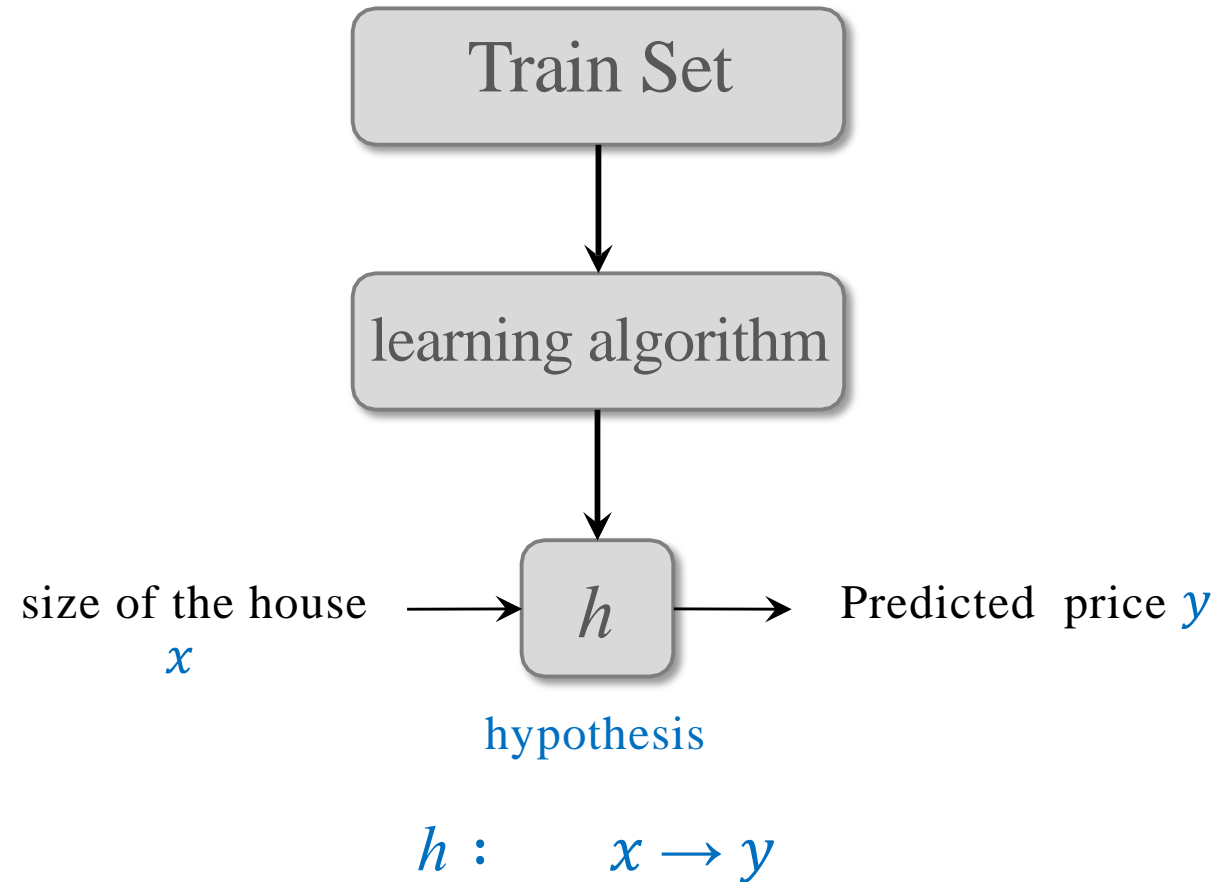 Train Set
learning algorithm
size of the house
x
h
Predicted price y
hypothesis
h : x → y